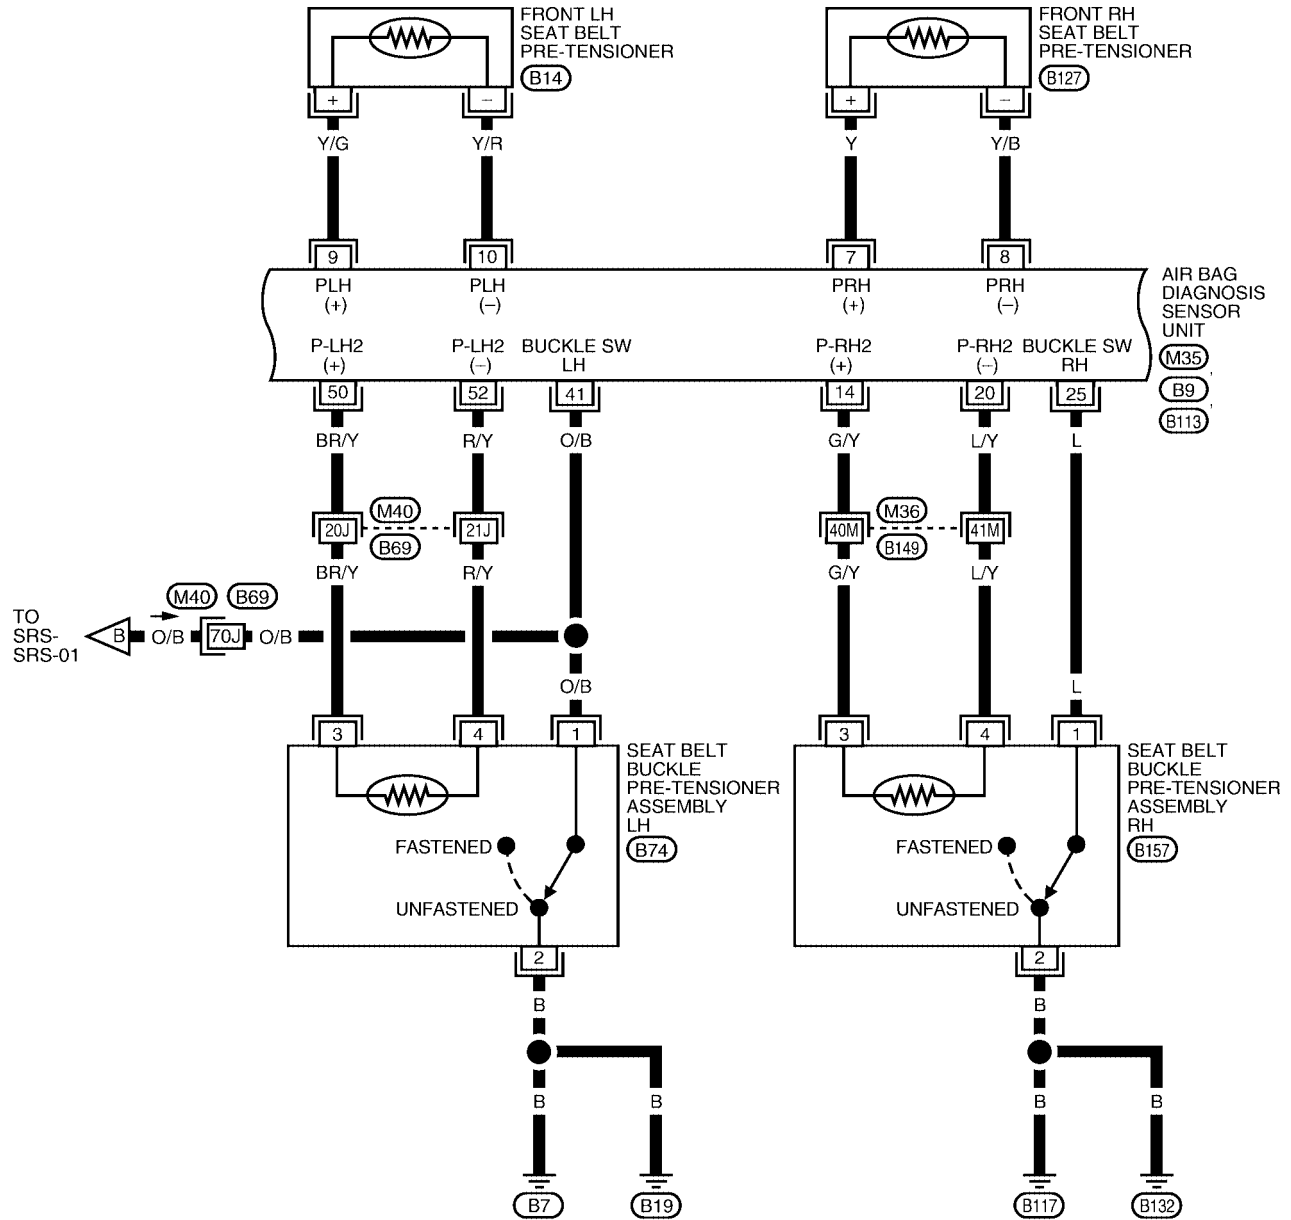 FRONT LH
SEAT BELT
PRE-TENSIONER
B14
FRONT RH
SEAT BELT
PRE-TENSIONER
B127
+ − + −
Y/G Y/R Y Y/B
9 10 7 8
PLH (+)
PLH (−)
PRH (+)
PRH (−)
AIR BAG
DIAGNOSIS
SENSOR
UNIT
M35 ,
B9 ,
B113
P-LH2 (+)
P-LH2 (−)
BUCKLE SW LH
P-RH2 (+)
P-RH2 (−)
BUCKLE SW RH
50 52 41 14 20 25
BR/Y R/Y O/B G/Y L/Y L
M40 M36
20J 21J 40M 41M
B69 B149
BR/Y R/Y G/Y L/Y
M40 B69
TO
SRS-
SRS-01
B O/B 70J O/B
O/B L
3 4 1 3 4 1
SEAT BELT
BUCKLE
PRE-TENSIONER
ASSEMBLY
LH
B74
SEAT BELT
BUCKLE
PRE-TENSIONER
ASSEMBLY
RH
B157
FASTENED FASTENED
UNFASTENED UNFASTENED
2 2
B B
B B B B
B7 B19 B117 B132